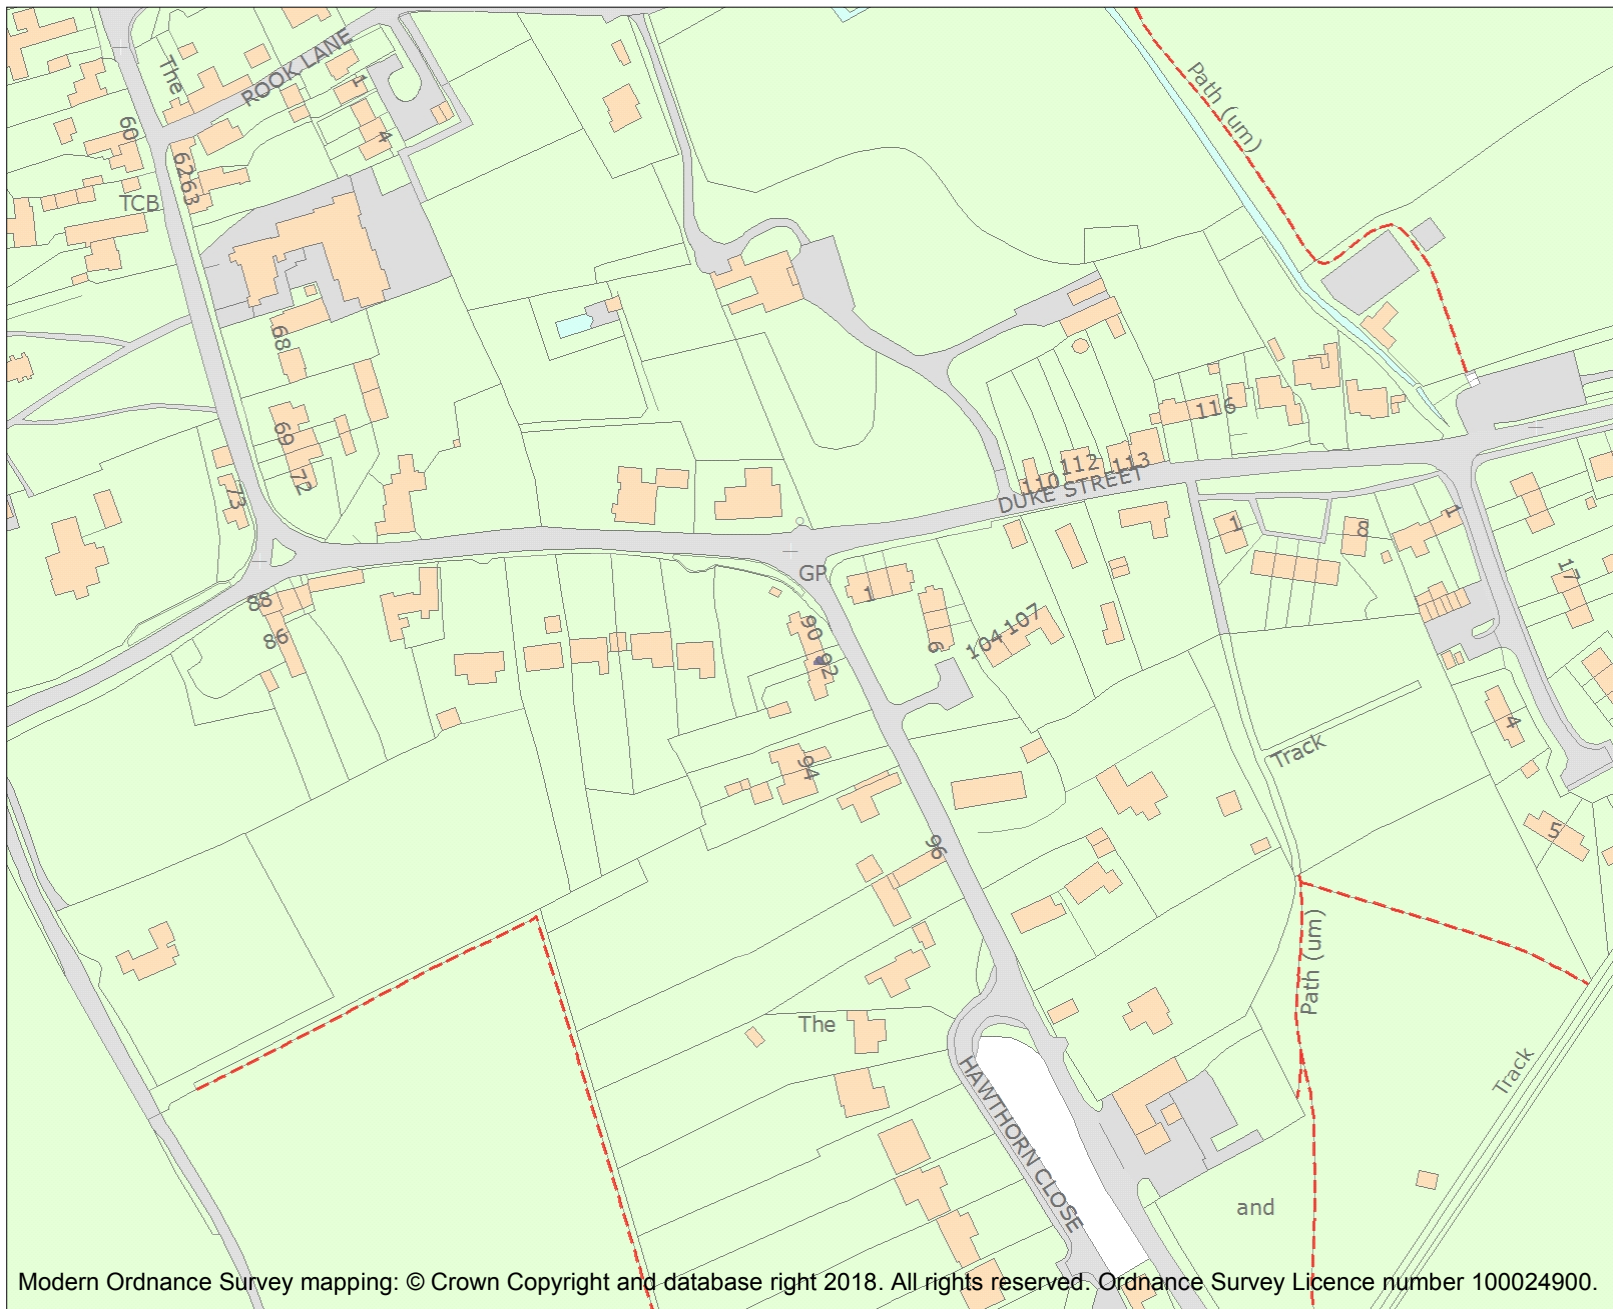 The
ROOK LANE
1
4
60
62
63
TCB
68
69
72
73
Path (um)
116
110
112
113
DUKE STREET
1
8
1
17
GP
1
6
104
107
88
86
90
92
94
96
4
5
Track
Path (um)
The
HAWTHORN CLOSE
Track
and
Modern Ordnance Survey mapping: © Crown Copyright and database right 2018. All rights reserved. Ordnance Survey Licence number 100024900.